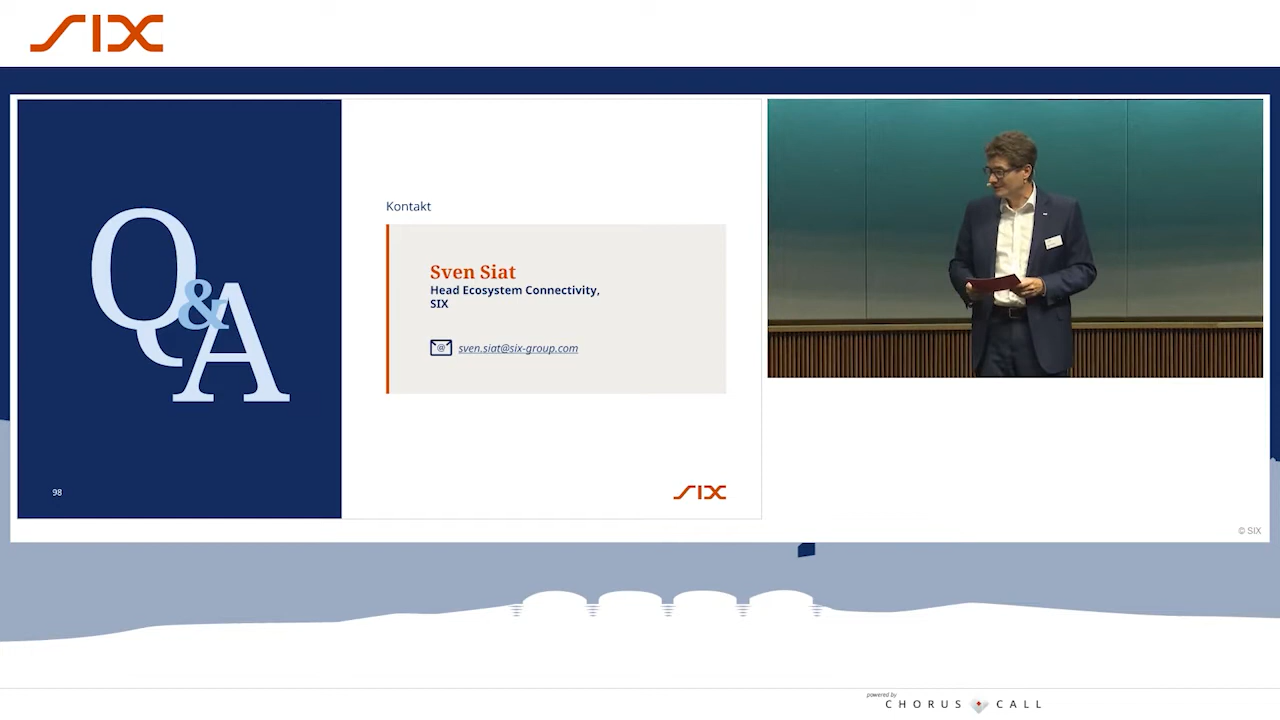 SIX
Q&A
Kontakt
Sven Siat
Head Ecosystem Connectivity,
SIX
sven.siat@six-group.com
98
SIX
© SIX
powered by
CHORUS CALL